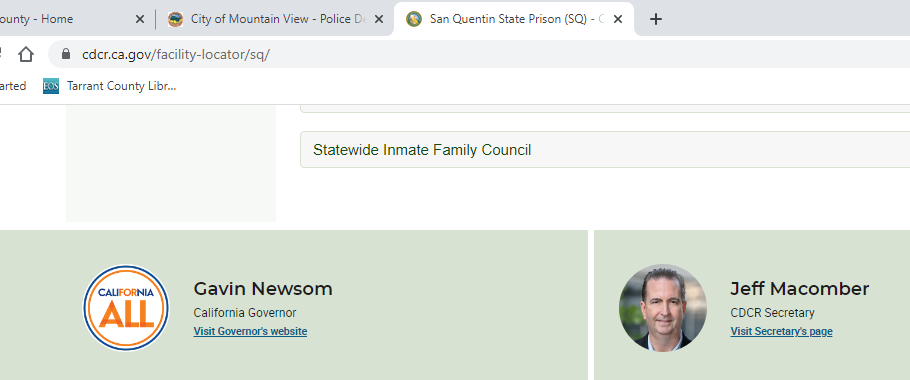 ounty - Home
City of Mountain View - Police De
San Quentin State Prison (SQ) - C
cdcr.ca.gov/facility-locator/sq/
arted
EOS
Tarrant County Libr...
Statewide Inmate Family Council
CALIFORNIA
ALL
Gavin Newsom
California Governor
Visit Governor's website
Jeff Macomber
CDCR Secretary
Visit Secretary's page